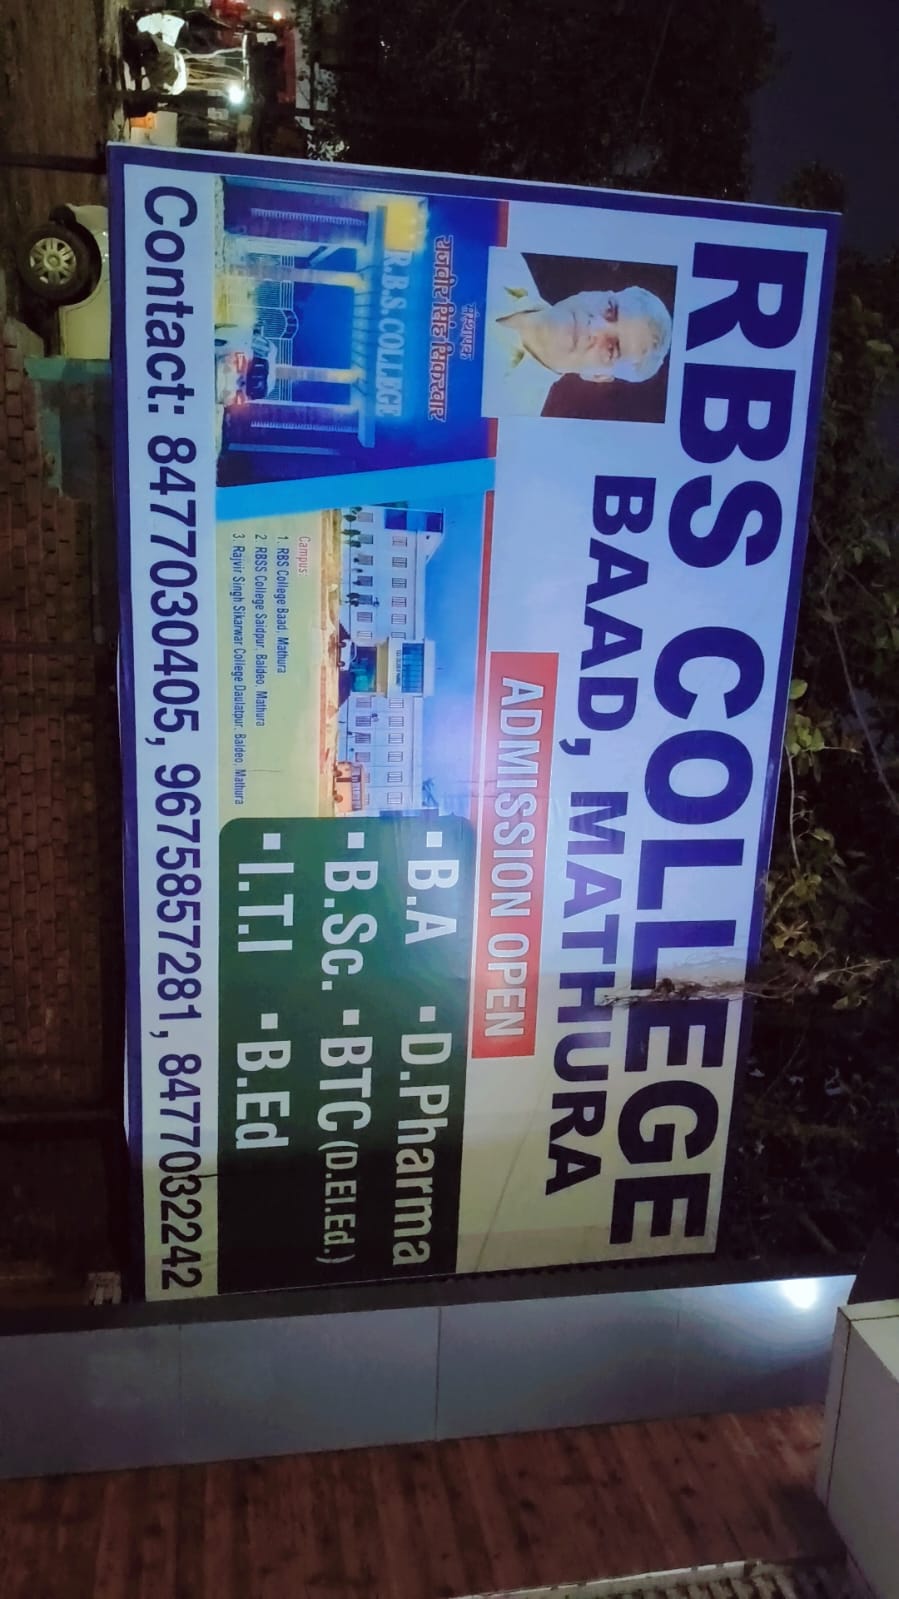 RBS COLLEGE
BAAD, MATHURA
ADMISSION OPEN
संस्थापक
राजवीर सिंह सिकरवार
R.B.S. COLLEGE
Campus:
1. RBS College Baad, Mathura
2. RBSS College Saidpur, Baldeo, Mathura
3. Rajvir Singh Sikarwar College Daulatpur, Baldeo, Mathura
▪B.A ▪D.Pharma
▪B.Sc. ▪BTC (D.El.Ed.)
▪I.T.I ▪B.Ed
Contact: 8477030405, 9675857281, 8477032242